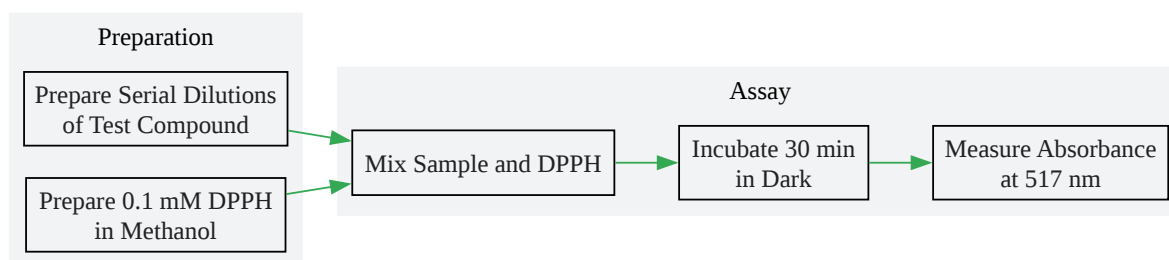 Preparation
Prepare Serial Dilutions
of Test Compound
Prepare 0.1 mM DPPH
in Methanol
Assay
Mix Sample and DPPH
Incubate 30 min
in Dark
Measure Absorbance
at 517 nm